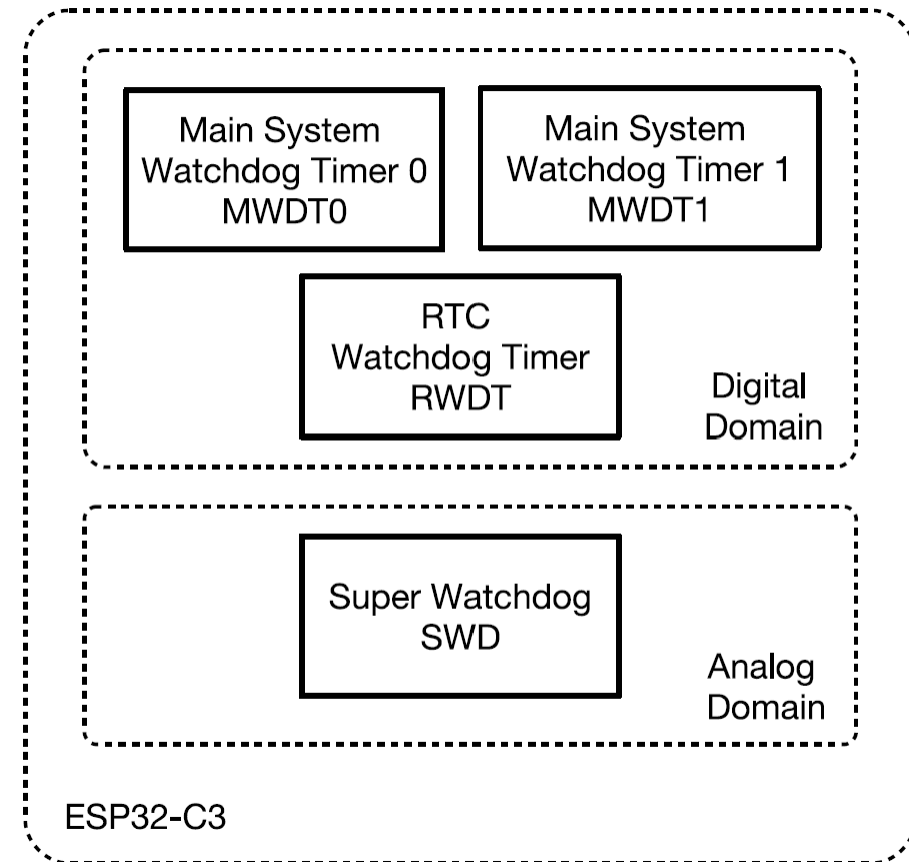 Main System
Watchdog Timer 0
MWDT0
Main System
Watchdog Timer 1
MWDT1
RTC
Watchdog Timer
RWDT
Digital
Domain
Super Watchdog
SWD
Analog
Domain
ESP32-C3